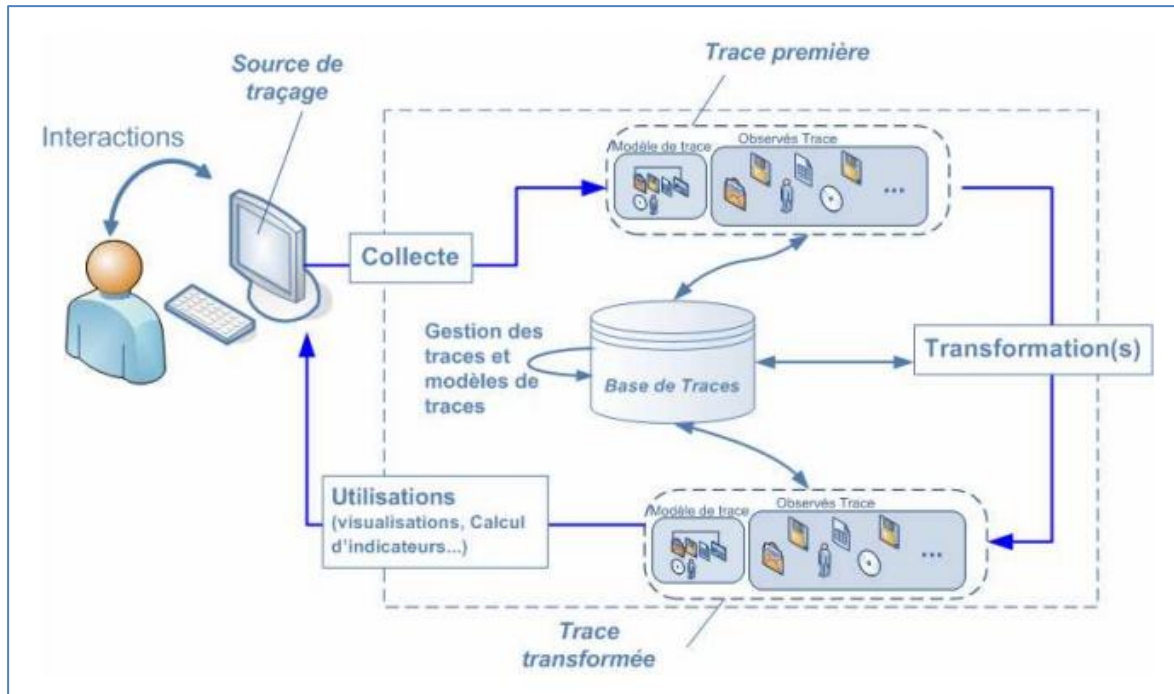 Trace première
Source de
traçage
Interactions
Modèle de trace
Observés Trace
...
Collecte
Gestion des
traces et
modèles de
traces
Base de Traces
Transformation(s)
Utilisations
(visualisations, Calcul
d'indicateurs...)
Modèle de trace
Observés Trace
...
Trace
transformée